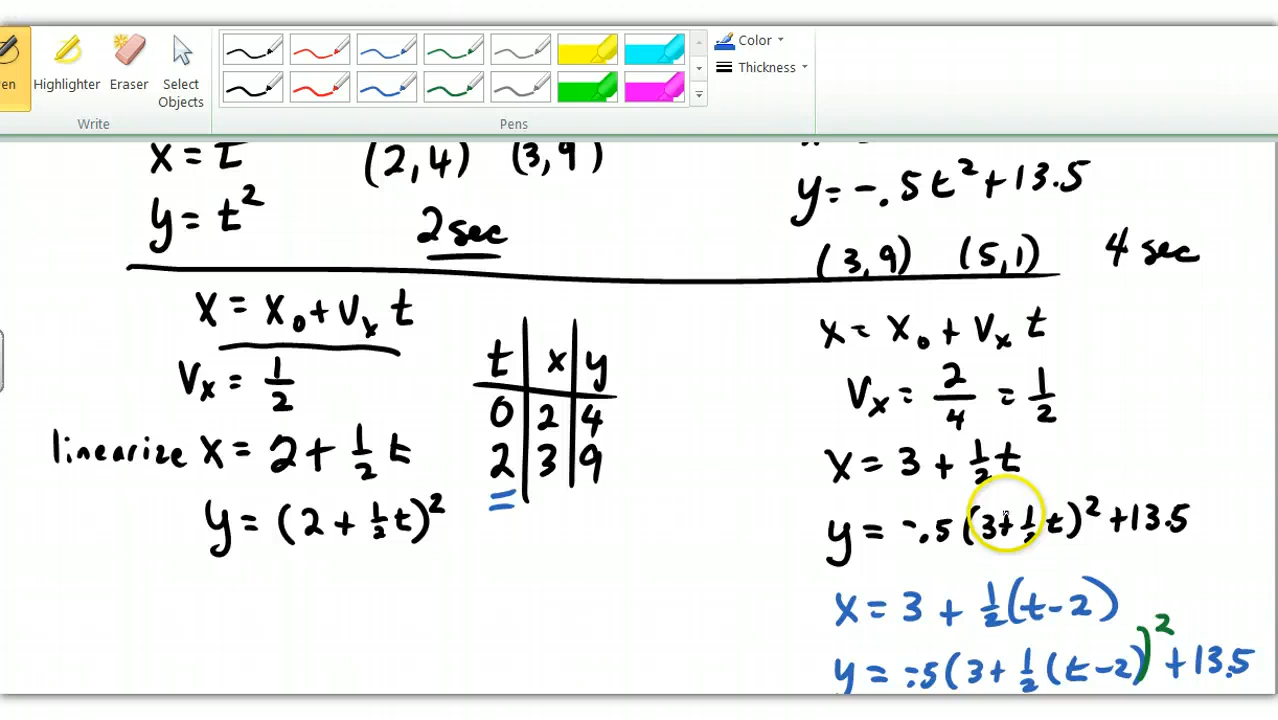 Pen Highlighter Eraser Select Objects
Color
Thickness
Write
Pens
x = t (2,4) (3,9)
y = t²
2 sec
y = -.5t² + 13.5
(3,9) (5,1) 4 sec
x = x₀ + Vₓ t
Vₓ = 1/2
linearize x = 2 + 1/2 t
y = (2 + 1/2 t)²
t x y
0 2 4
2 3 9
x = x₀ + Vₓ t
Vₓ = 2/4 = 1/2
x = 3 + 1/2 t
y = -.5(3 + 1/2 t)² + 13.5
x = 3 + 1/2(t-2)
y = -.5(3 + 1/2(t-2))² + 13.5